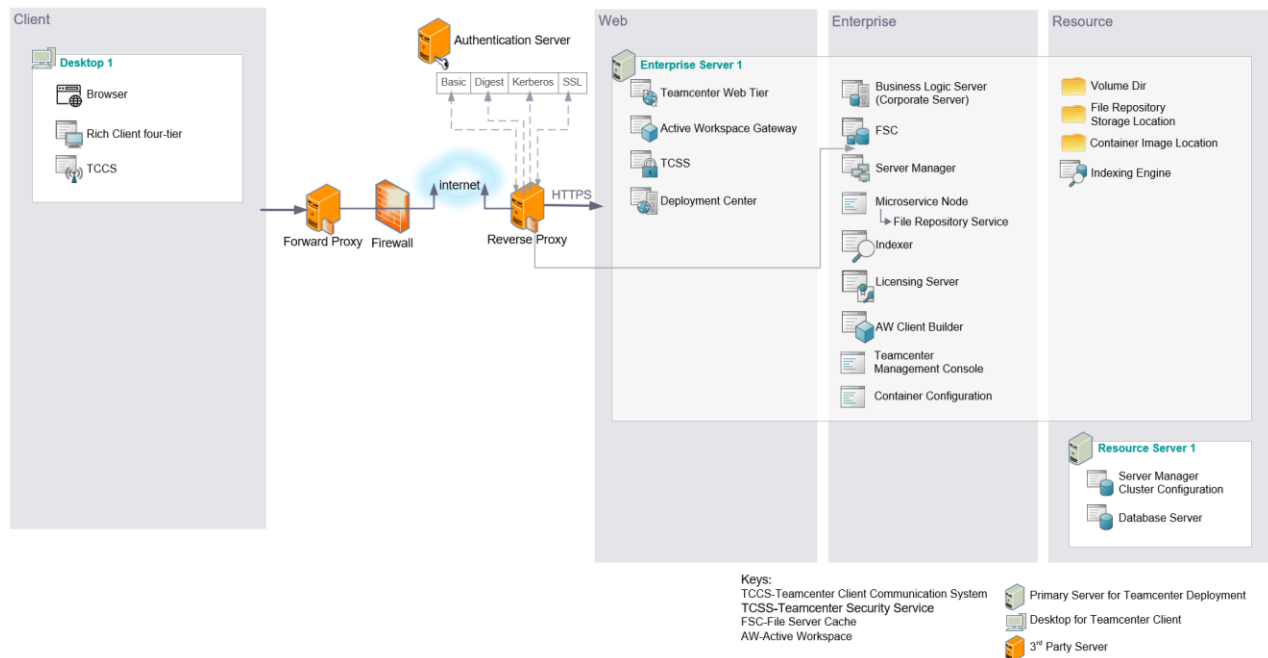 Client
Desktop 1
Browser
Rich Client four-tier
TCCS
Authentication Server
Basic Digest Kerberos SSL
internet
HTTPS
Forward Proxy
Firewall
Reverse Proxy
Web
Enterprise Server 1
Teamcenter Web Tier
Active Workspace Gateway
TCSS
Deployment Center
Enterprise
Business Logic Server
(Corporate Server)
FSC
Server Manager
Microservice Node
File Repository Service
Indexer
Licensing Server
AW Client Builder
Teamcenter
Management Console
Container Configuration
Resource
Volume Dir
File Repository
Storage Location
Container Image Location
Indexing Engine
Resource Server 1
Server Manager
Cluster Configuration
Database Server
Keys:
TCCS-Teamcenter Client Communication System
TCSS-Teamcenter Security Service
FSC-File Server Cache
AW-Active Workspace
Primary Server for Teamcenter Deployment
Desktop for Teamcenter Client
3rd Party Server